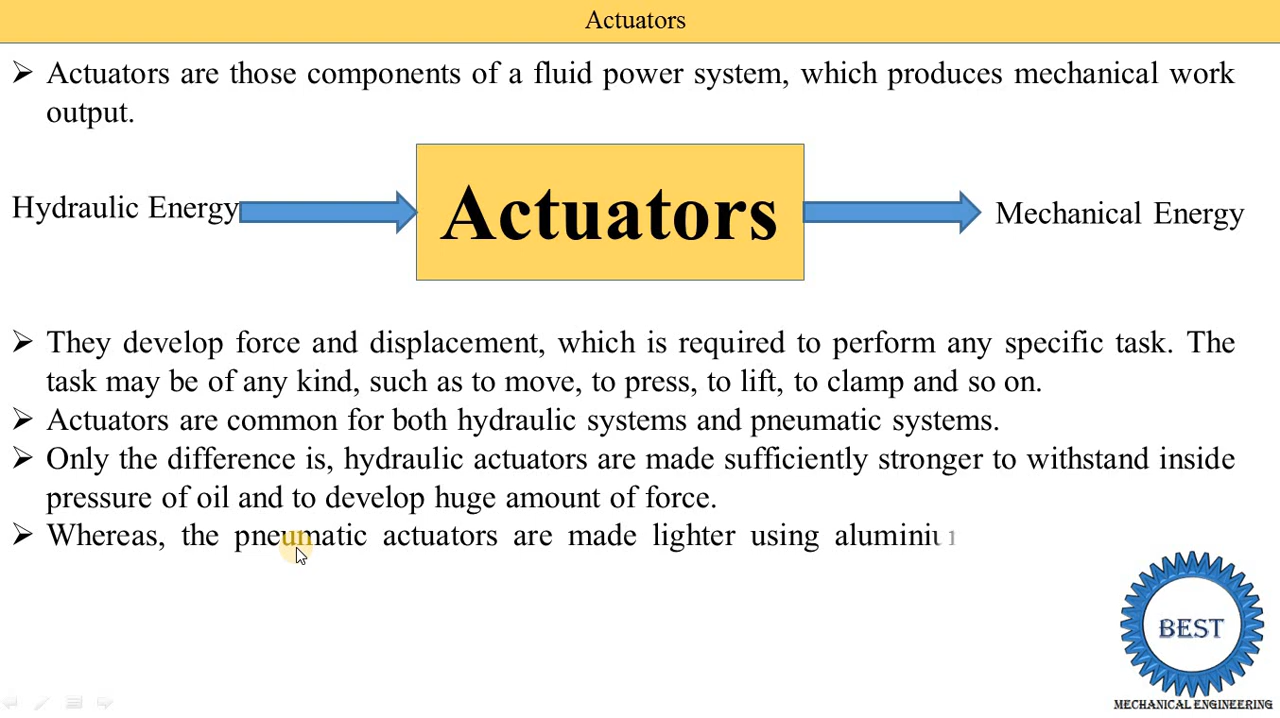 Actuators
➢ Actuators are those components of a fluid power system, which produces mechanical work
output.
Hydraulic Energy
Actuators
Mechanical Energy
➢ They develop force and displacement, which is required to perform any specific task. The
task may be of any kind, such as to move, to press, to lift, to clamp and so on.
➢ Actuators are common for both hydraulic systems and pneumatic systems.
➢ Only the difference is, hydraulic actuators are made sufficiently stronger to withstand inside
pressure of oil and to develop huge amount of force.
➢ Whereas, the pneumatic actuators are made lighter using
BEST
MECHANICAL ENGINEERING